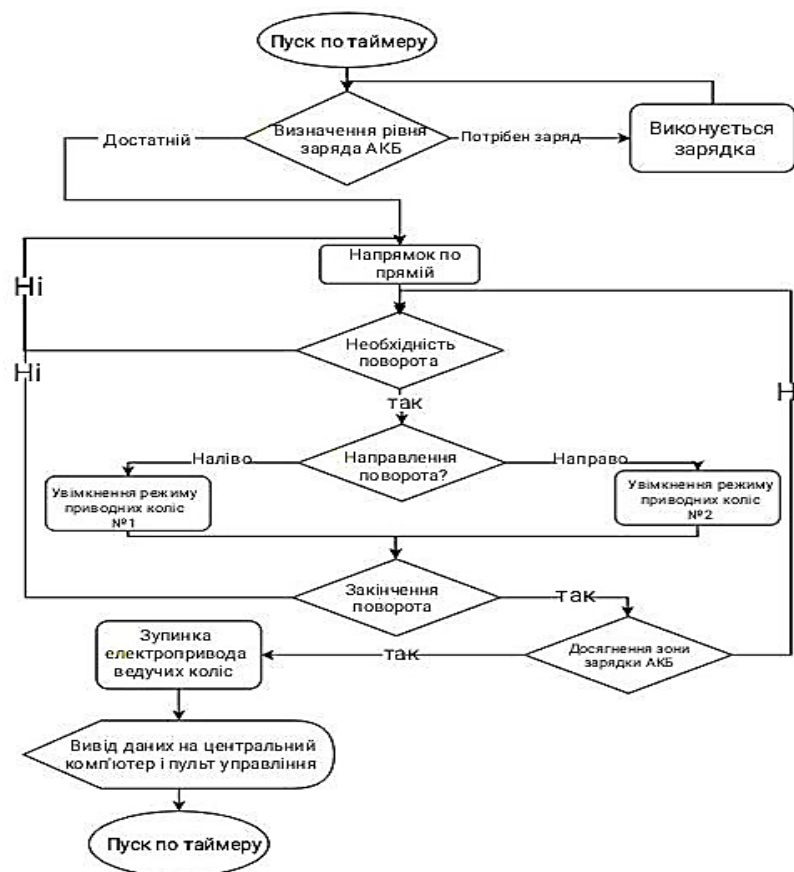 Пуск по таймеру
Визначення рівня
заряда АКБ
Достатній
Потрібен заряд
Виконується
зарядка
Напрямок по
прямій
Ні
Необхідність
поворота
Ні
так
Н
Направлення
поворота?
Наліво
Направо
Увімкнення режиму
приводних коліс
№1
Увімкнення режиму
приводних коліс
№2
Закінчення
поворота
так
Зупинка
електропривода
ведучих коліс
так
Досягнення зони
зарядки АКБ
Вивід даних на центральний
комп'ютер і пульт управління
Пуск по таймеру